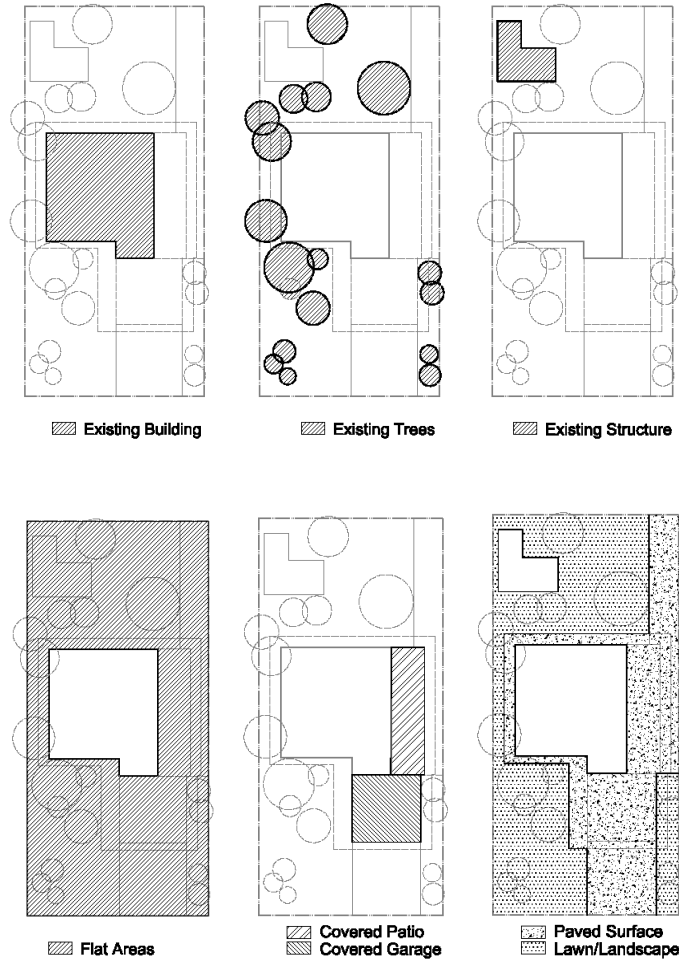 Existing Building
Existing Trees
Existing Structure
Flat Areas
Covered Patio
Covered Garage
Paved Surface
Lawn/Landscape